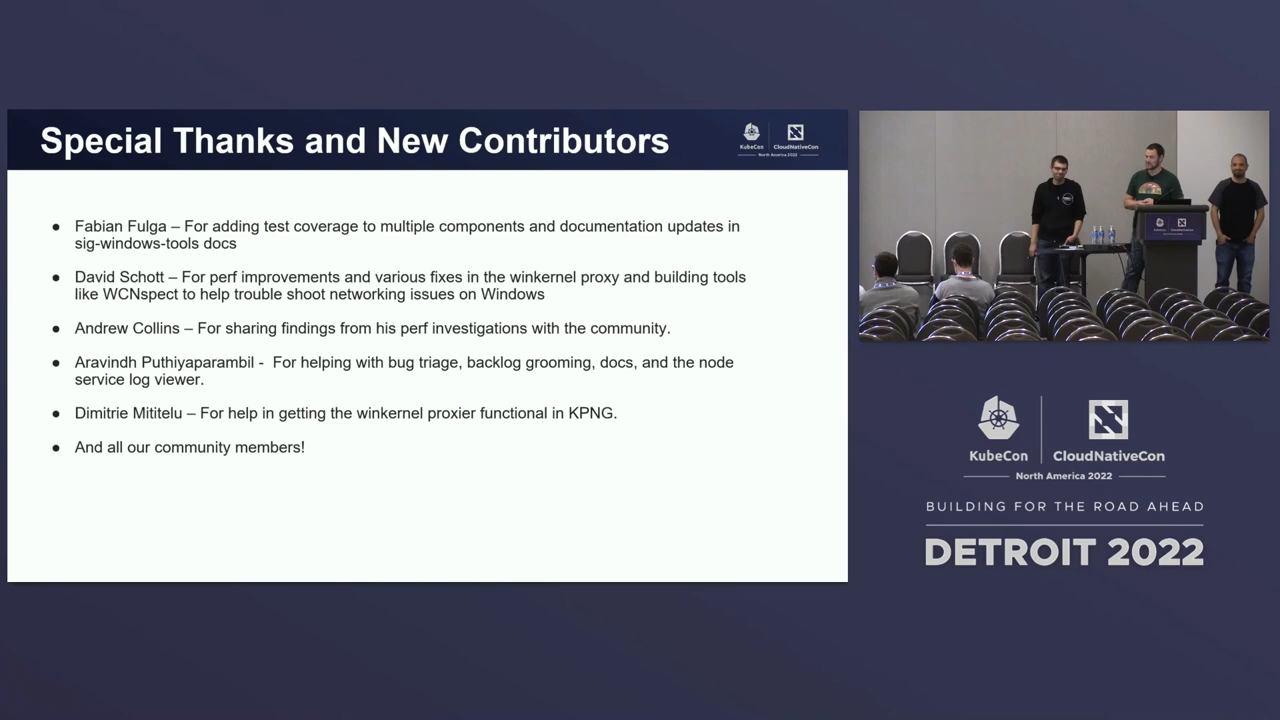 Special Thanks and New Contributors
KubeCon
CloudNativeCon
North America 2022
● Fabian Fulga – For adding test coverage to multiple components and documentation updates in
sig-windows-tools docs
● David Schott – For perf improvements and various fixes in the winkernel proxy and building tools
like WCNspect to help trouble shoot networking issues on Windows
● Andrew Collins – For sharing findings from his perf investigations with the community.
● Aravindh Puthiyaparambil - For helping with bug triage, backlog grooming, docs, and the node
service log viewer.
● Dimitrie Mititelu – For help in getting the winkernel proxier functional in KPNG.
● And all our community members!
KubeCon
CloudNativeCon
North America 2022
BUILDING FOR THE ROAD AHEAD
DETROIT 2022